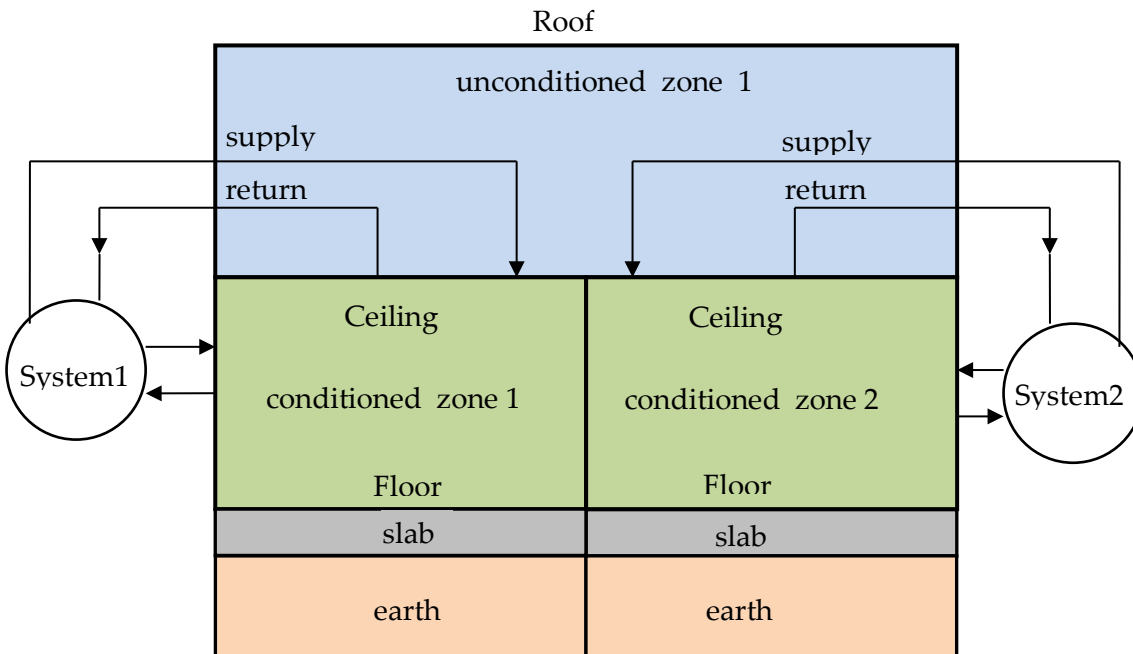 Roof
unconditioned zone 1
supply
supply
return
return
Ceiling
Ceiling
System1
conditioned zone 1
conditioned zone 2
System2
Floor
Floor
slab
slab
earth
earth